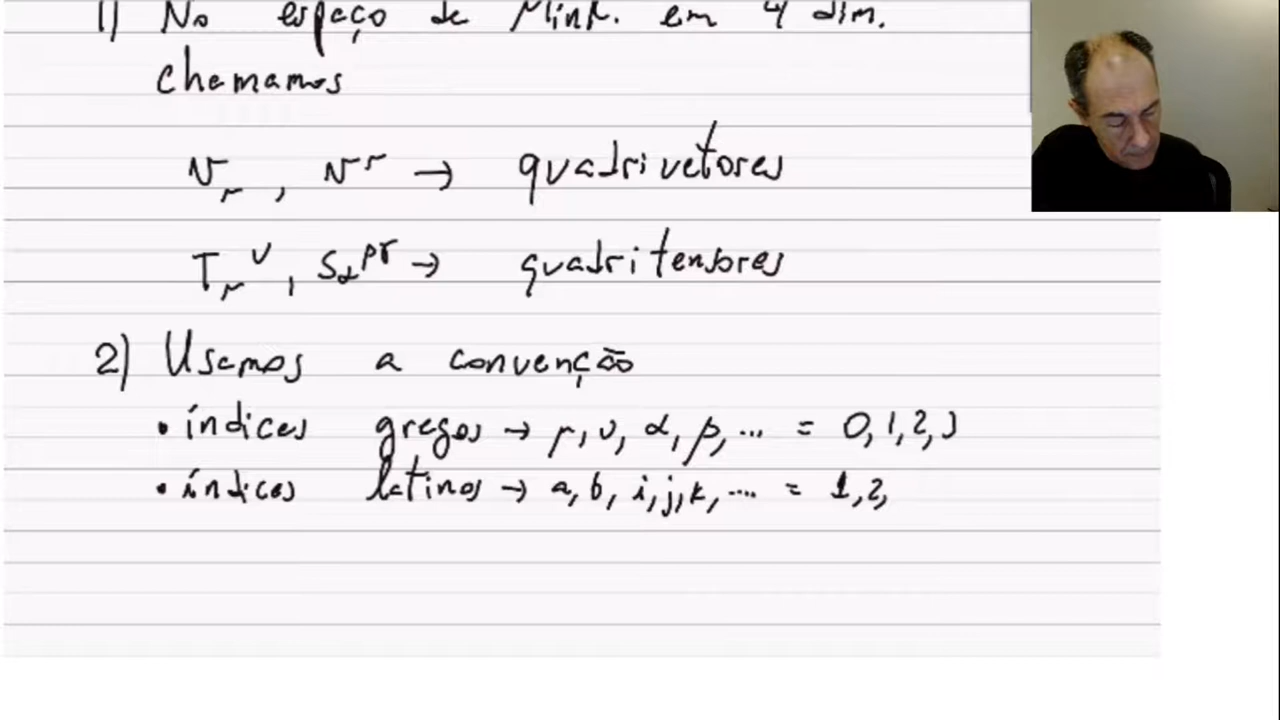 1) No espaço de Mink. em 4 dim.
chamamos
v_μ, v^μ → quadrivetores
T_μ^ν, S_α^βγ → quadritensores
2) Usamos a convenção
• índices gregos → μ, ν, α, β, ... = 0, 1, 2, 3
• índices latinos → a, b, i, j, k, .... = 1, 2,